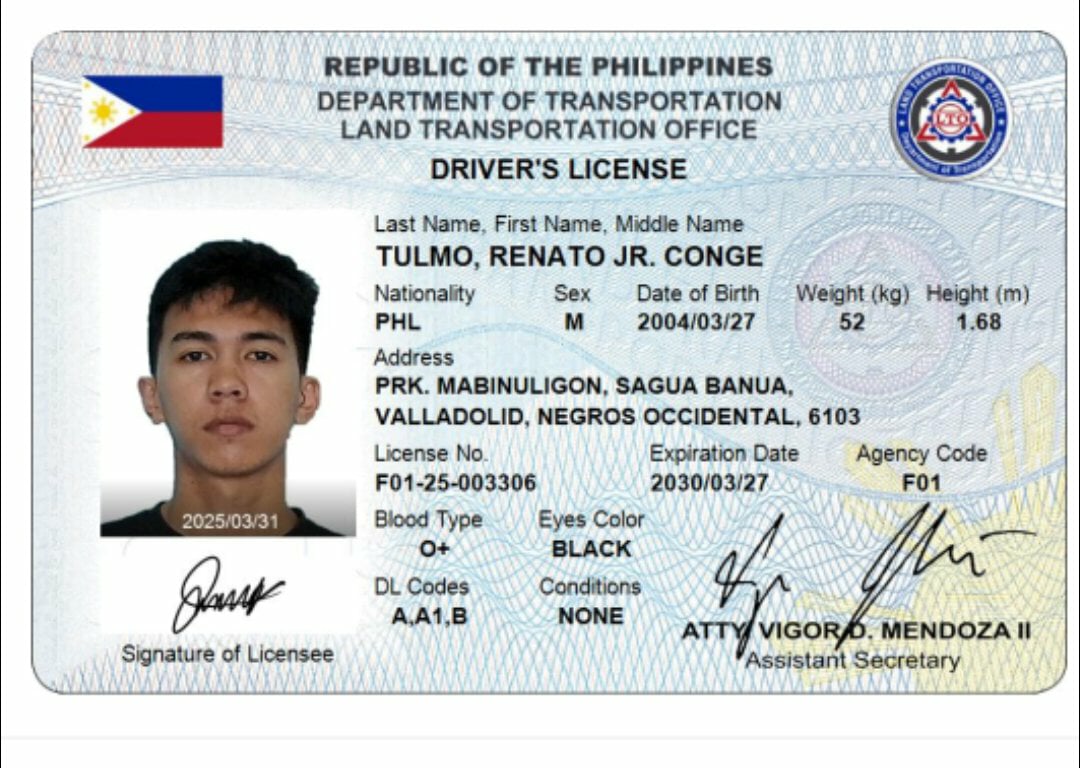 REPUBLIC OF THE PHILIPPINES
DEPARTMENT OF TRANSPORTATION
LAND TRANSPORTATION OFFICE
DRIVER'S LICENSE
LAND TRANSPORTATION OFFICE
LTO
Department of Transportation
Last Name, First Name, Middle Name
TULMO, RENATO JR. CONGE
Nationality Sex Date of Birth Weight (kg) Height (m)
PHL M 2004/03/27 52 1.68
Address
PRK. MABINULIGON, SAGUA BANUA,
VALLADOLID, NEGROS OCCIDENTAL, 6103
License No. Expiration Date Agency Code
F01-25-003306 2030/03/27 F01
2025/03/31
Blood Type Eyes Color
O+ BLACK
DL Codes Conditions
A,A1,B NONE
ATTY VIGOR D. MENDOZA II
Assistant Secretary
Signature of Licensee